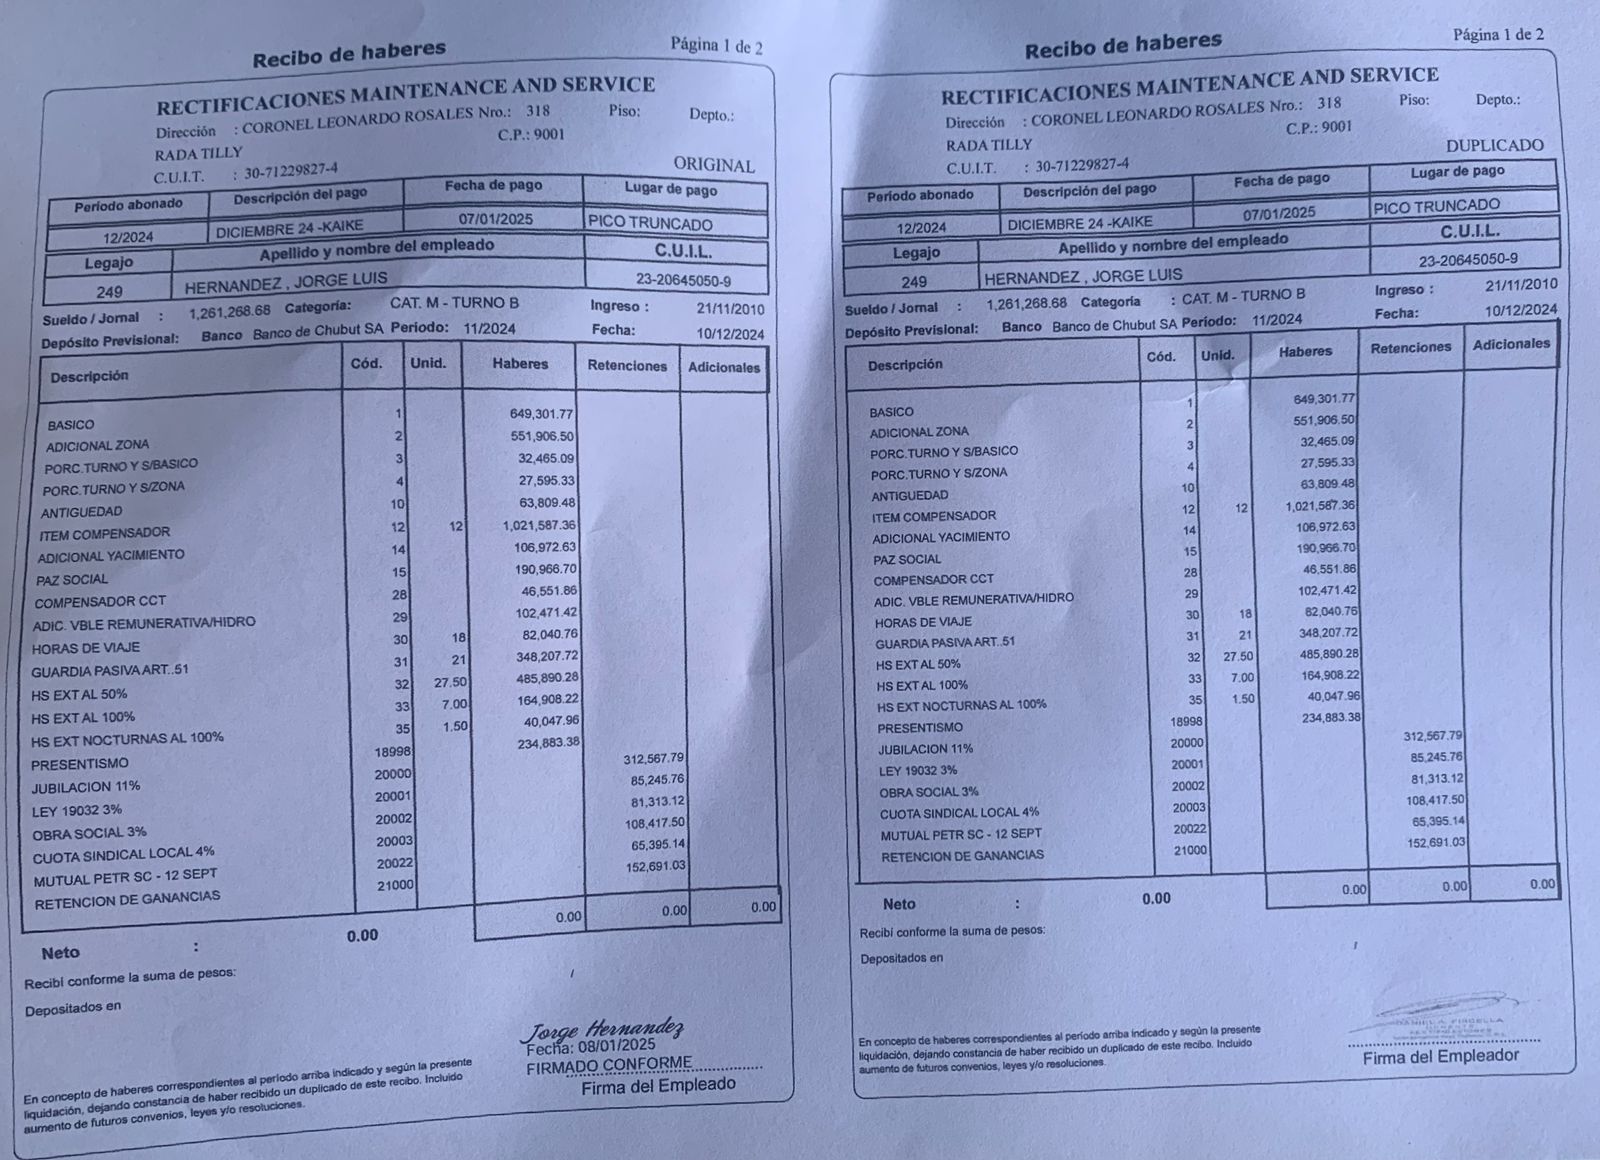 Recibo de haberes
Página 1 de 2
RECTIFICACIONES MAINTENANCE AND SERVICE
Dirección : CORONEL LEONARDO ROSALES Nro.: 318 Piso: Depto.:
C.P.: 9001
RADA TILLY
C.U.I.T. : 30-71229827-4
ORIGINAL
Período abonado Descripción del pago Fecha de pago Lugar de pago
12/2024 DICIEMBRE 24 -KAIKE 07/01/2025 PICO TRUNCADO
Legajo Apellido y nombre del empleado C.U.I.L.
249 HERNANDEZ , JORGE LUIS 23-20645050-9
Sueldo / Jornal : 1,261,268.68 Categoría: CAT. M - TURNO B Ingreso : 21/11/2010
Depósito Previsional: Banco Banco de Chubut SA Período: 11/2024 Fecha: 10/12/2024
Descripción Cód. Unid. Haberes Retenciones Adicionales
BASICO 1 649,301.77
ADICIONAL ZONA 2 551,906.50
PORC.TURNO Y S/BASICO 3 32,465.09
PORC.TURNO Y S/ZONA 4 27,595.33
ANTIGUEDAD 10 63,809.48
ITEM COMPENSADOR 12 12 1,021,587.36
ADICIONAL YACIMIENTO 14 106,972.63
PAZ SOCIAL 15 190,966.70
COMPENSADOR CCT 28 46,551.86
ADIC. VBLE REMUNERATIVA/HIDRO 29 102,471.42
HORAS DE VIAJE 30 18 82,040.76
GUARDIA PASIVA ART..51 31 21 348,207.72
HS EXT AL 50% 32 27.50 485,890.28
HS EXT AL 100% 33 7.00 164,908.22
HS EXT NOCTURNAS AL 100% 35 1.50 40,047.96
PRESENTISMO 18998 234,883.38
JUBILACION 11% 20000 312,567.79
LEY 19032 3% 20001 85,245.76
OBRA SOCIAL 3% 20002 81,313.12
CUOTA SINDICAL LOCAL 4% 20003 108,417.50
MUTUAL PETR SC - 12 SEPT 20022 65,395.14
RETENCION DE GANANCIAS 21000 152,691.03
Neto : 0.00 0.00 0.00 0.00
Recibí conforme la suma de pesos:
/
Depositados en
Jorge Hernandez
Fecha: 08/01/2025
FIRMADO CONFORME
Firma del Empleado
En concepto de haberes correspondientes al período arriba indicado y según la presente
liquidación, dejando constancia de haber recibido un duplicado de este recibo. Incluido
aumento de futuros convenios, leyes y/o resoluciones.
Recibo de haberes
Página 1 de 2
RECTIFICACIONES MAINTENANCE AND SERVICE
Dirección : CORONEL LEONARDO ROSALES Nro.: 318 Piso: Depto.:
C.P.: 9001
RADA TILLY
C.U.I.T. : 30-71229827-4
DUPLICADO
Período abonado Descripción del pago Fecha de pago Lugar de pago
12/2024 DICIEMBRE 24 -KAIKE 07/01/2025 PICO TRUNCADO
Legajo Apellido y nombre del empleado C.U.I.L.
249 HERNANDEZ , JORGE LUIS 23-20645050-9
Sueldo / Jornal : 1,261,268.68 Categoría : CAT. M - TURNO B Ingreso : 21/11/2010
Depósito Previsional: Banco Banco de Chubut SA Período: 11/2024 Fecha: 10/12/2024
Descripción Cód. Unid. Haberes Retenciones Adicionales
BASICO 1 649,301.77
ADICIONAL ZONA 2 551,906.50
PORC.TURNO Y S/BASICO 3 32,465.09
PORC.TURNO Y S/ZONA 4 27,595.33
ANTIGUEDAD 10 63,809.48
ITEM COMPENSADOR 12 12 1,021,587.36
ADICIONAL YACIMIENTO 14 106,972.63
PAZ SOCIAL 15 190,966.70
COMPENSADOR CCT 28 46,551.86
ADIC. VBLE REMUNERATIVA/HIDRO 29 102,471.42
HORAS DE VIAJE 30 18 82,040.76
GUARDIA PASIVA ART..51 31 21 348,207.72
HS EXT AL 50% 32 27.50 485,890.28
HS EXT AL 100% 33 7.00 164,908.22
HS EXT NOCTURNAS AL 100% 35 1.50 40,047.96
PRESENTISMO 18998 234,883.38
JUBILACION 11% 20000 312,567.79
LEY 19032 3% 20001 85,245.76
OBRA SOCIAL 3% 20002 81,313.12
CUOTA SINDICAL LOCAL 4% 20003 108,417.50
MUTUAL PETR SC - 12 SEPT 20022 65,395.14
RETENCION DE GANANCIAS 21000 152,691.03
Neto : 0.00 0.00 0.00 0.00
Recibí conforme la suma de pesos:
/
Depositados en
Firma del Empleador
En concepto de haberes correspondientes al período arriba indicado y según la presente
liquidación, dejando constancia de haber recibido un duplicado de este recibo. Incluido
aumento de futuros convenios, leyes y/o resoluciones.